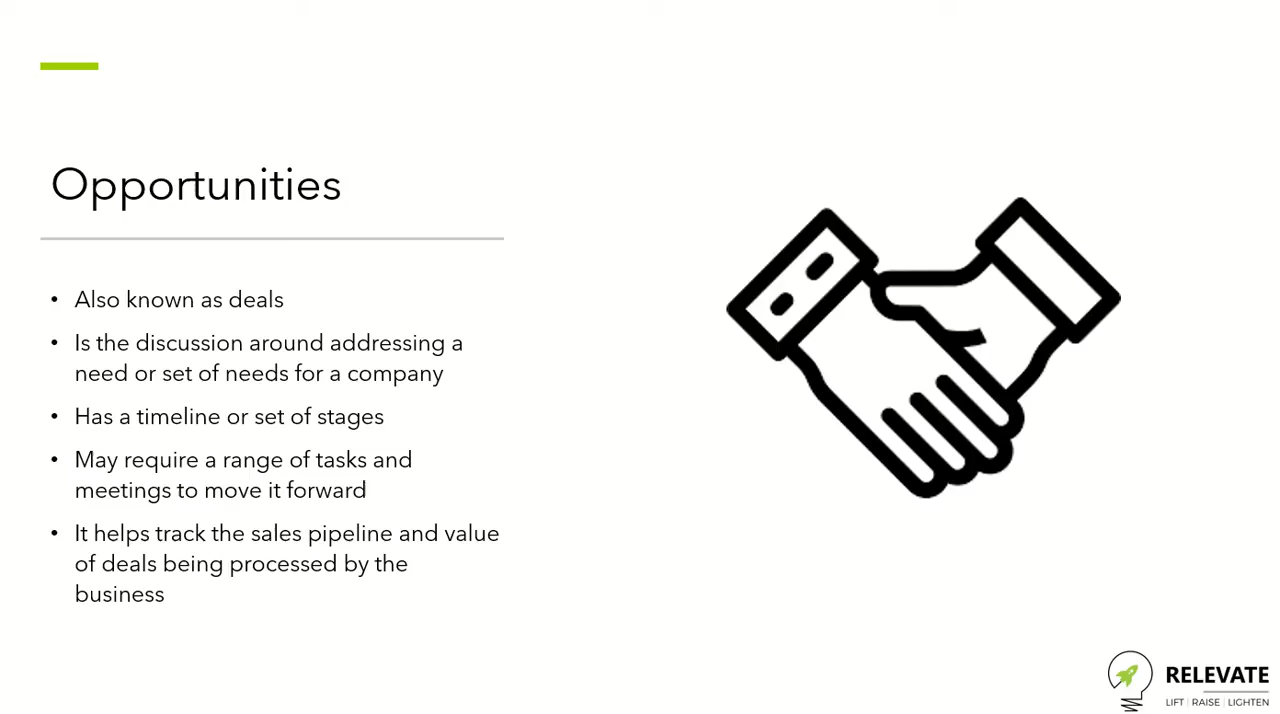 Opportunities
• Also known as deals
• Is the discussion around addressing a
need or set of needs for a company
• Has a timeline or set of stages
• May require a range of tasks and
meetings to move it forward
• It helps track the sales pipeline and value
of deals being processed by the
business
RELEVATE
LIFT | RAISE | LIGHTEN